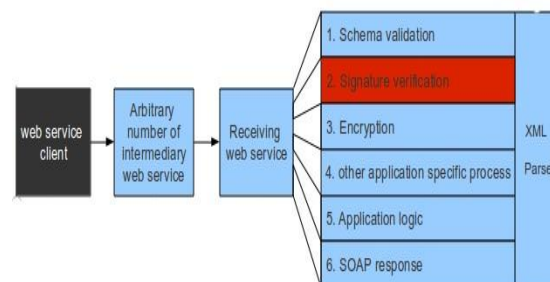 web service
client
Arbitrary
number of
intermediary
web service
Receiving
web service
1. Schema validation
2. Signature verification
3. Encryption
4. other application specific process
5. Application logic
6. SOAP response
XML
Parse